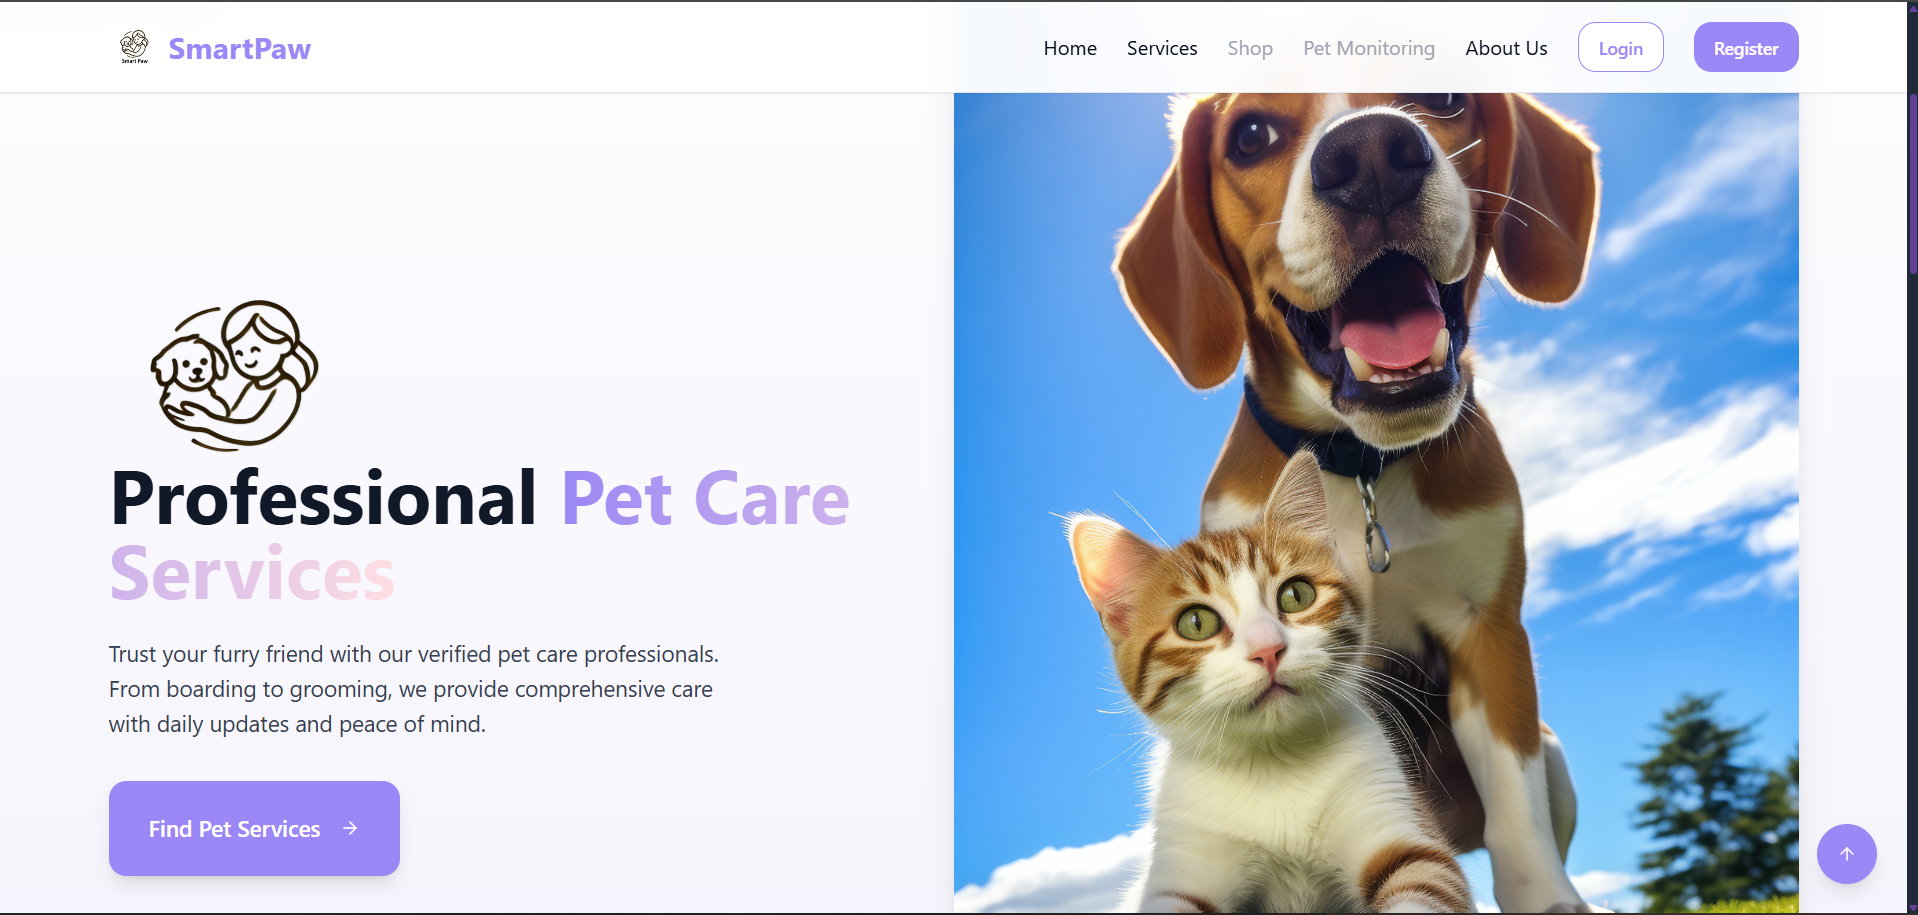 Smart Paw
SmartPaw
Home
Services
Shop
Pet Monitoring
About Us
Login
Register
Professional Pet Care
Services
Trust your furry friend with our verified pet care professionals.
From boarding to grooming, we provide comprehensive care
with daily updates and peace of mind.
Find Pet Services